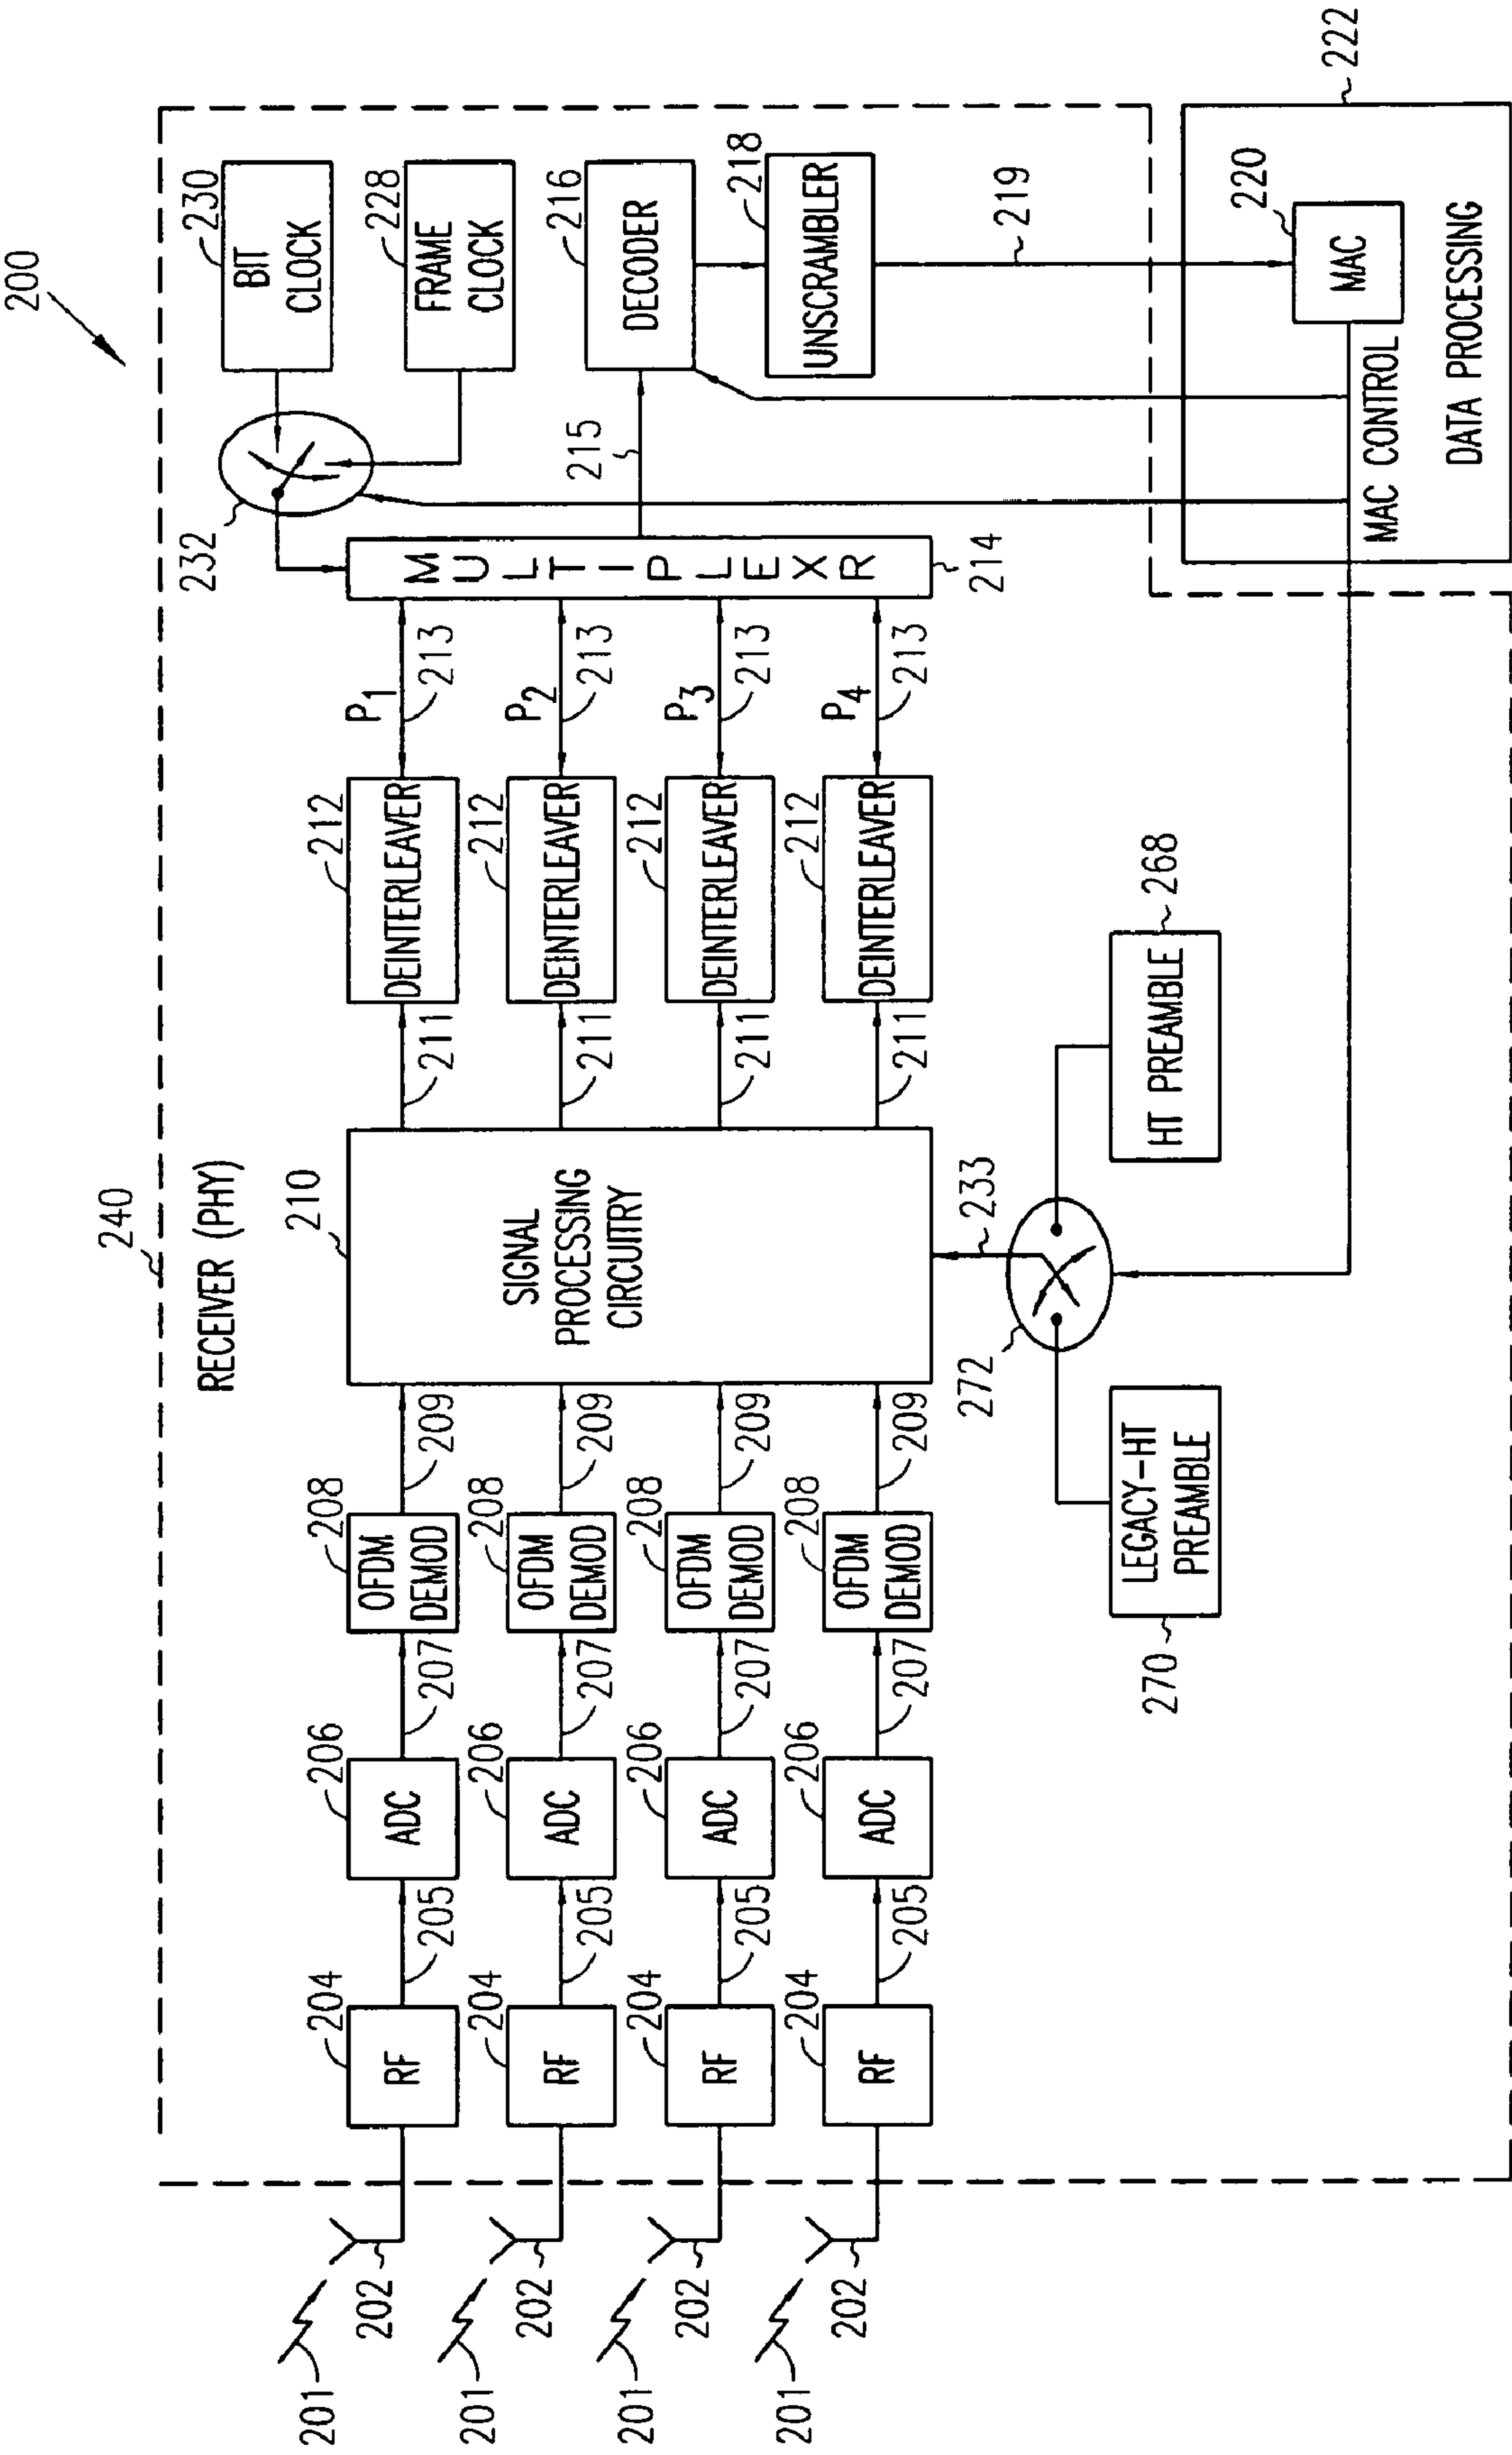 200
240
RECEIVER (PHY)
230
BIT
CLOCK
228
FRAME
CLOCK
232
201
202
204
RF
205
206
ADC
207
208
OFDM
DEMOD
209
211
212
DEINTERLEAVER
P1
213
201
202
204
RF
205
206
ADC
207
208
OFDM
DEMOD
209
211
212
DEINTERLEAVER
P2
213
201
202
204
RF
205
206
ADC
207
208
OFDM
DEMOD
209
211
212
DEINTERLEAVER
P3
213
201
202
204
RF
205
206
ADC
207
208
OFDM
DEMOD
209
211
212
DEINTERLEAVER
P4
213
210
SIGNAL
PROCESSING
CIRCUITRY
MULTIPLEXR
214
215
216
DECODER
218
UNSCRAMBLER
219
233
272
270
LEGACY-HT
PREAMBLE
268
HT PREAMBLE
220
MAC
MAC CONTROL
DATA PROCESSING
222